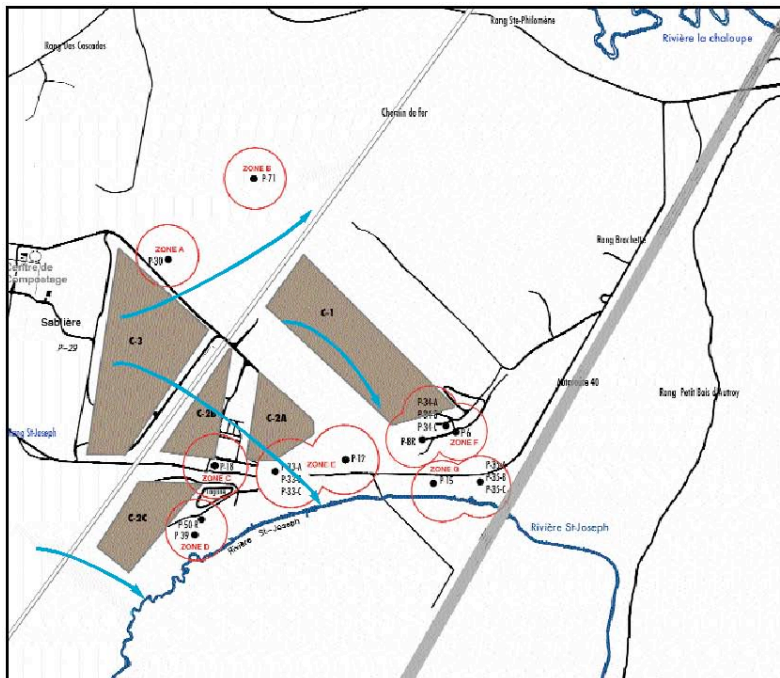 Rang Ste-Philomène
Rivière la chaloupe
Rang Des Cascades
Chemin de fer
ZONE B
P-71
Rang Brochette
ZONE A
P-30
Centre de
Compostage
C-1
Sablière
C-3
P-29
Autoroute 40
Rang Petit Bois d'Autray
P-34-A
P-34-B
P-34-C
C-2B
C-2A
P-6
P-8R
ZONE F
Rang St-Joseph
P-12
P-18
P-33-A
ZONE E
P-33-B
P-33-C
ZONE C
ZONE G
P-15
P-35-A
P-35-B
P-35-C
C-2C
P-50-R
P-39
ZONE D
Rivière St-Joseph
Rivière St-Joseph